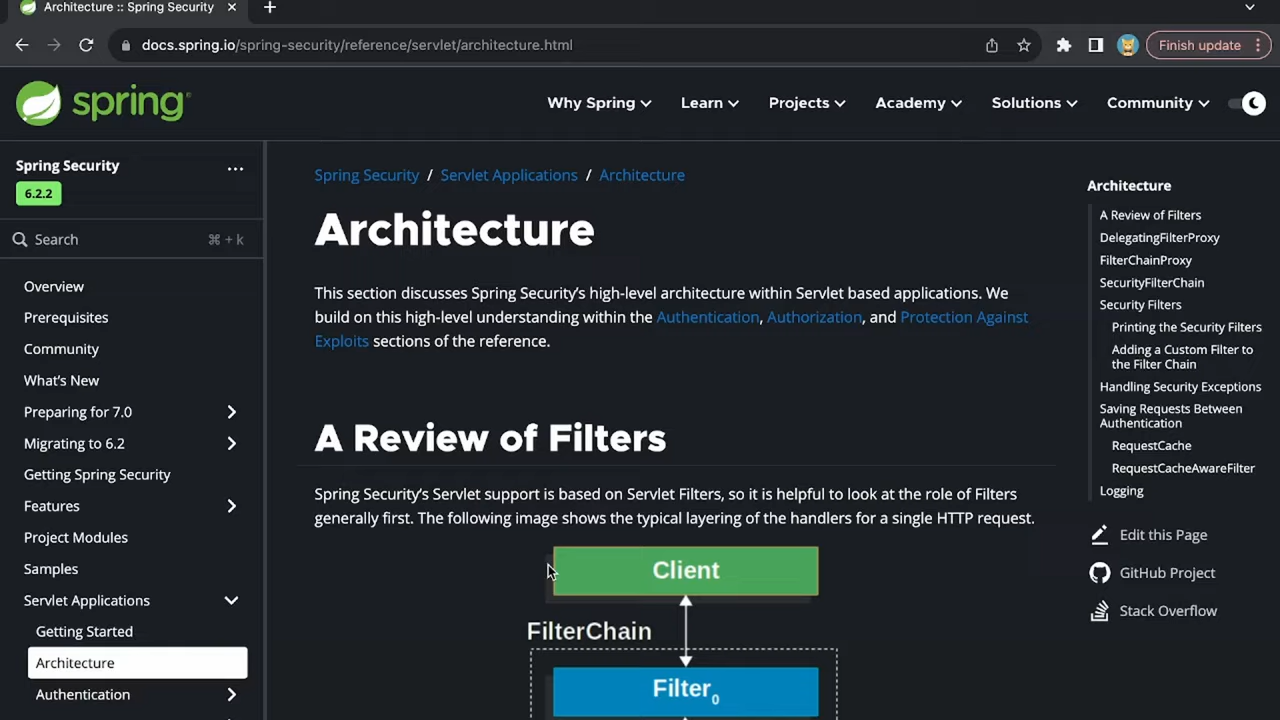 Architecture :: Spring Security
docs.spring.io/spring-security/reference/servlet/architecture.html
Finish update
spring
Why Spring
Learn
Projects
Academy
Solutions
Community
Spring Security
6.2.2
Search
⌘ + k
Overview
Prerequisites
Community
What's New
Preparing for 7.0
Migrating to 6.2
Getting Spring Security
Features
Project Modules
Samples
Servlet Applications
Getting Started
Architecture
Authentication
Spring Security / Servlet Applications / Architecture
Architecture
This section discusses Spring Security's high-level architecture within Servlet based applications. We
build on this high-level understanding within the Authentication, Authorization, and Protection Against
Exploits sections of the reference.
A Review of Filters
Spring Security's Servlet support is based on Servlet Filters, so it is helpful to look at the role of Filters
generally first. The following image shows the typical layering of the handlers for a single HTTP request.
Client
FilterChain
Filter0
Architecture
A Review of Filters
DelegatingFilterProxy
FilterChainProxy
SecurityFilterChain
Security Filters
Printing the Security Filters
Adding a Custom Filter to
the Filter Chain
Handling Security Exceptions
Saving Requests Between
Authentication
RequestCache
RequestCacheAwareFilter
Logging
Edit this Page
GitHub Project
Stack Overflow